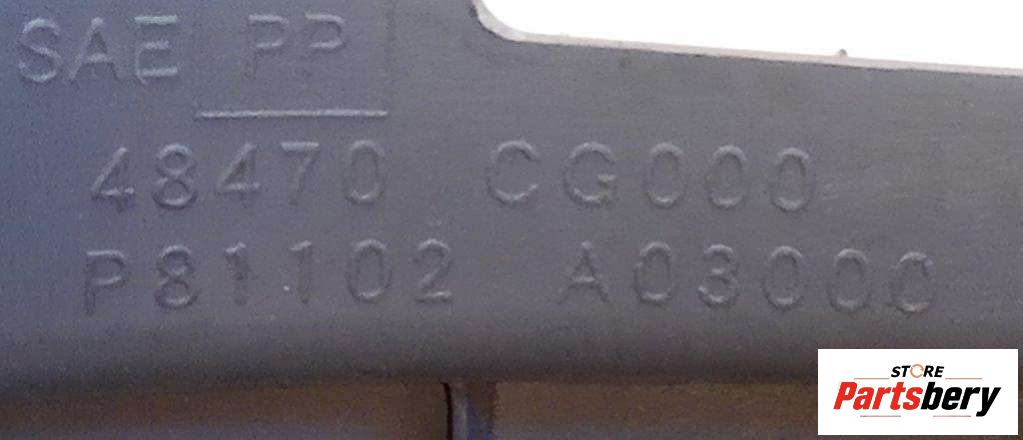 SAE PP
48470 CG000
P81102 A03000
STORE
Partsbery